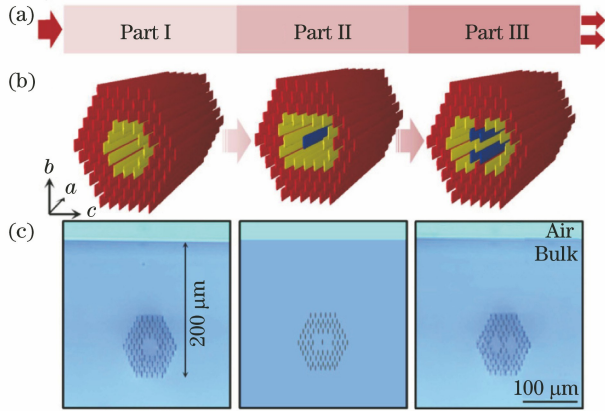 (a)
Part I
Part II
Part III
(b)
b
a
c
(c)
200 μm
Air
Bulk
100 μm